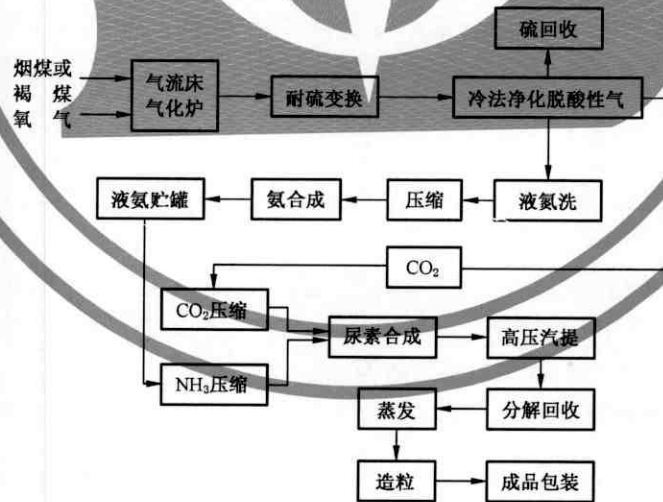 硫回收
烟煤或
褐 煤
氧 气
气流床
气化炉
耐硫变换
冷法净化脱酸性气
液氨贮罐
氨合成
压缩
液氮洗
CO₂
CO₂压缩
尿素合成
高压汽提
NH₃压缩
蒸发
分解回收
造粒
成品包装